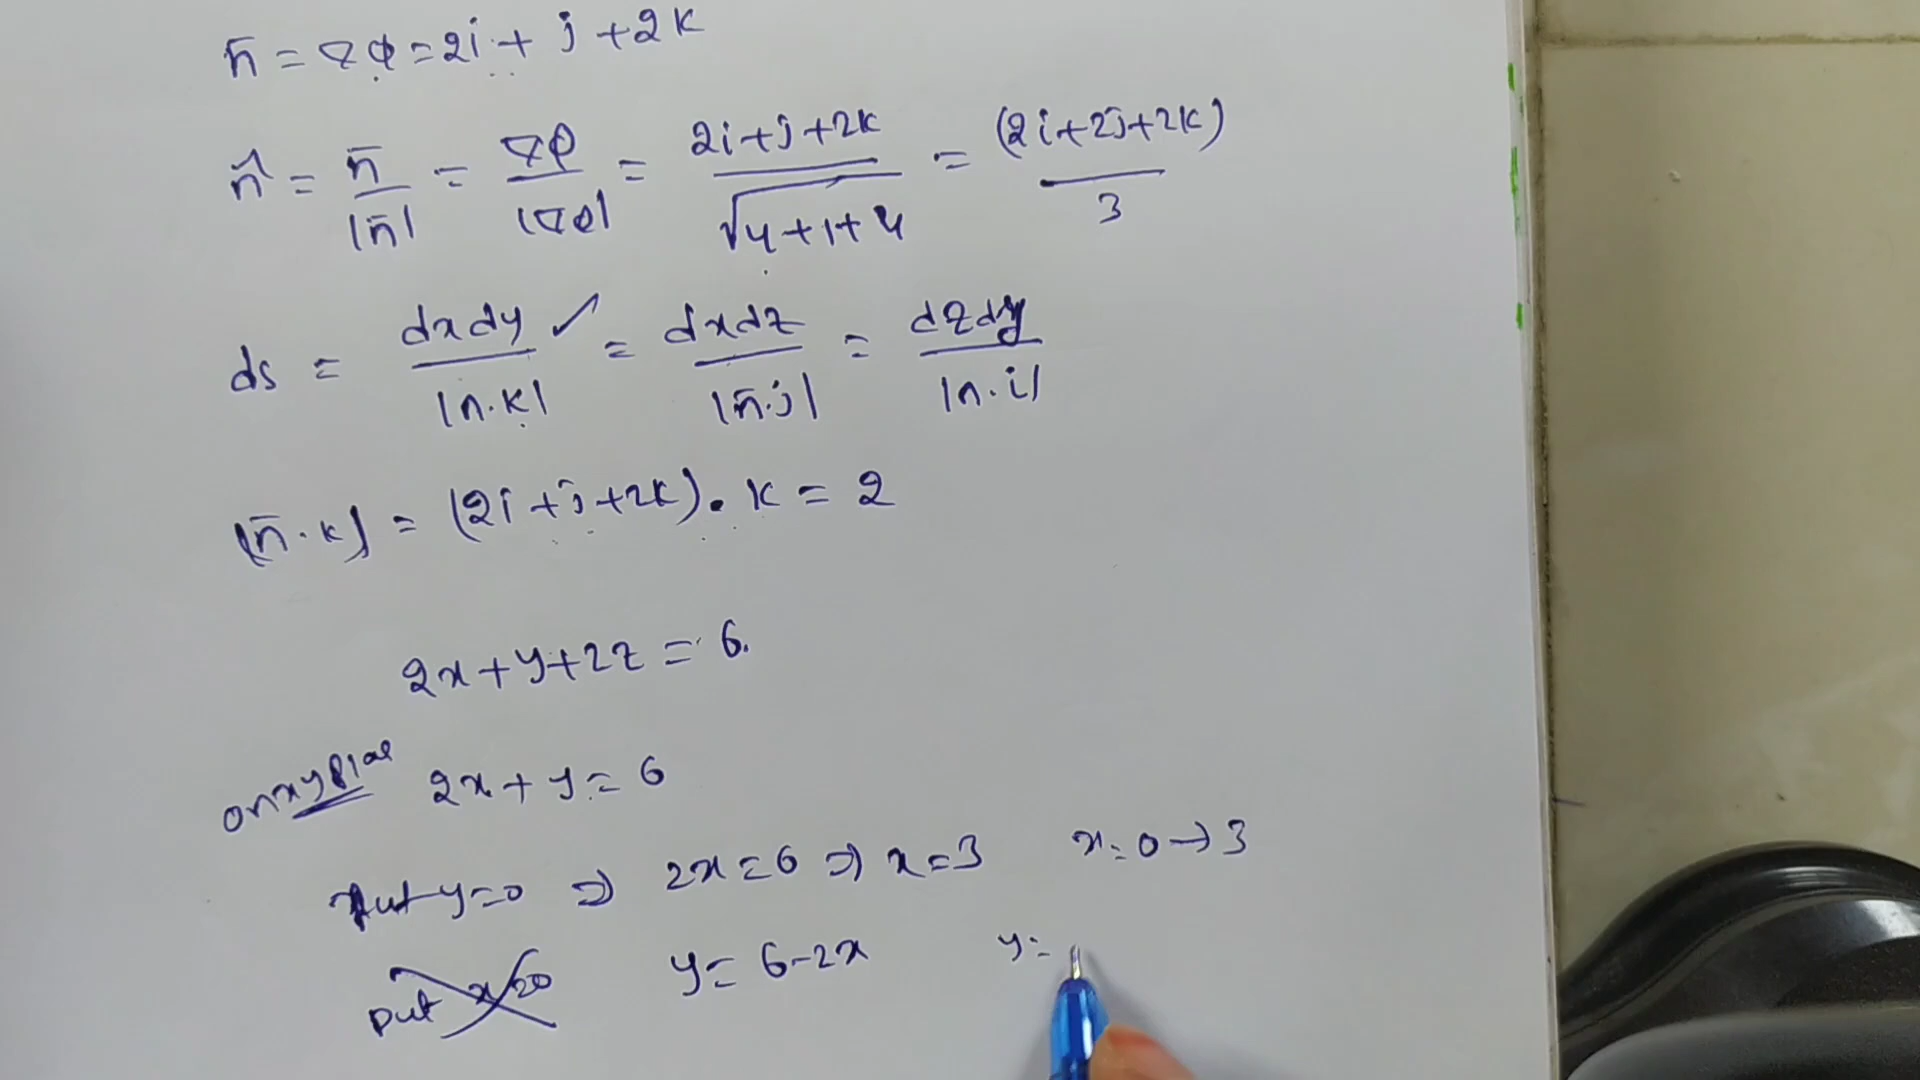 n̄ = ∇φ = 2i + j + 2k
n̂ = n̄/|n̄| = ∇φ/|∇φ| = 2i+j+2k/√4+1+4 = (2i+2j+2k)/3
ds = dxdy/|n·k| ✓ = dxdz/|n̄·j| = dzdy/|n·i|
|n̄·k| = (2i+j+2k)·k = 2
2x+y+2z = 6.
on xy 2x+y = 6
put y=0 ⇒ 2x=6 ⇒ x=3 x=0→3
put x=0 y= 6-2x y=